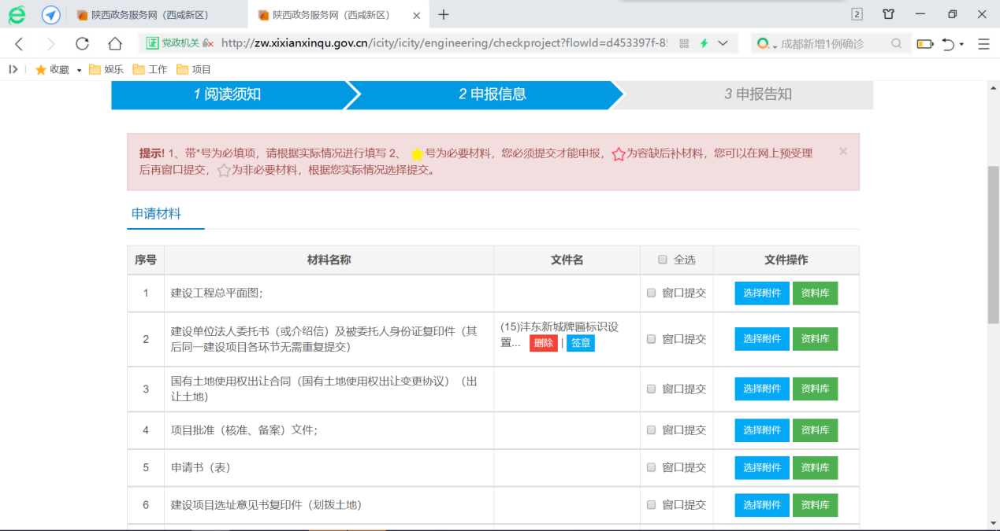 陕西政务服务网（西咸新区）
陕西政务服务网（西咸新区）
2
证 党政机关 http://zw.xixianxinqu.gov.cn/icity/icity/engineering/checkproject?flowId=d453397f-8
成都新增1例确诊
收藏 娱乐 工作 项目
1 阅读须知
2 申报信息
3 申报告知
提示! 1、带*号为必填项，请根据实际情况进行填写 2、 号为必要材料，您必须提交才能申报， 为容缺后补材料，您可以在网上预受理
后再窗口提交， 为非必要材料，根据您实际情况选择提交。
申请材料
序号 材料名称 文件名 全选 文件操作
1 建设工程总平面图； 窗口提交 选择附件 资料库
2 建设单位法人委托书（或介绍信）及被委托人身份证复印件（其
后同一建设项目各环节无需重复提交）
(15)沣东新城牌匾标识设
置... 删除 | 签章
窗口提交 选择附件 资料库
3 国有土地使用权出让合同（国有土地使用权出让变更协议）（出
让土地）
窗口提交 选择附件 资料库
4 项目批准（核准、备案）文件； 窗口提交 选择附件 资料库
5 申请书（表） 窗口提交 选择附件 资料库
6 建设项目选址意见书复印件（划拨土地） 窗口提交 选择附件 资料库